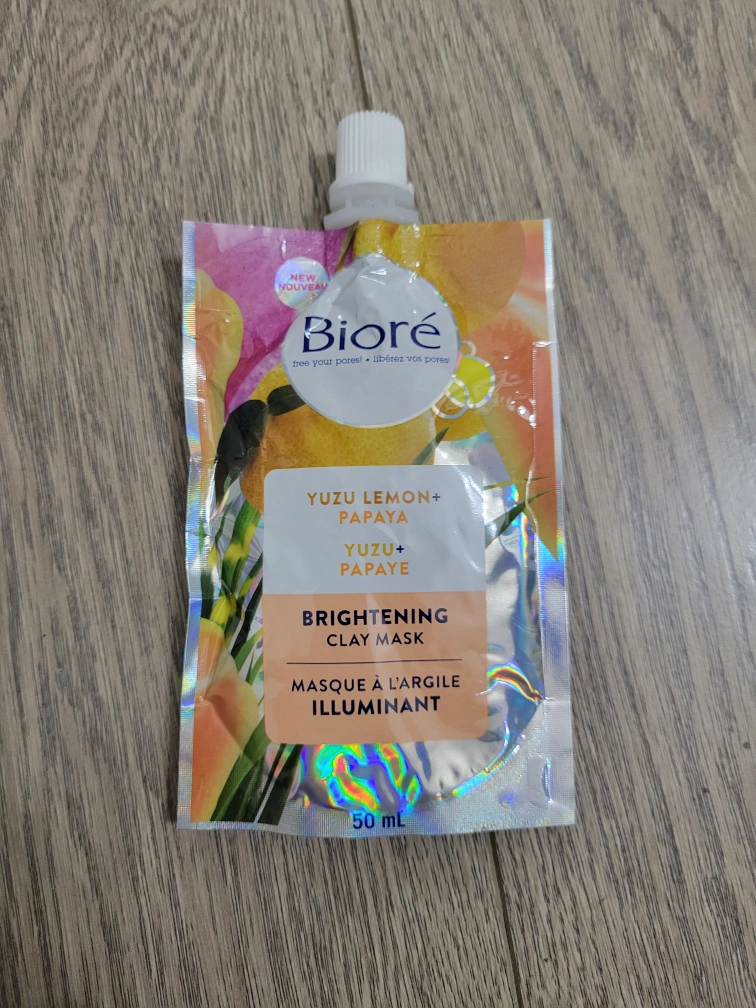 NEW
NOUVEAU
Bioré
free your pores! • libérez vos pores!
YUZU LEMON+
PAPAYA
YUZU+
PAPAYE
BRIGHTENING
CLAY MASK
MASQUE À L'ARGILE
ILLUMINANT
50 mL